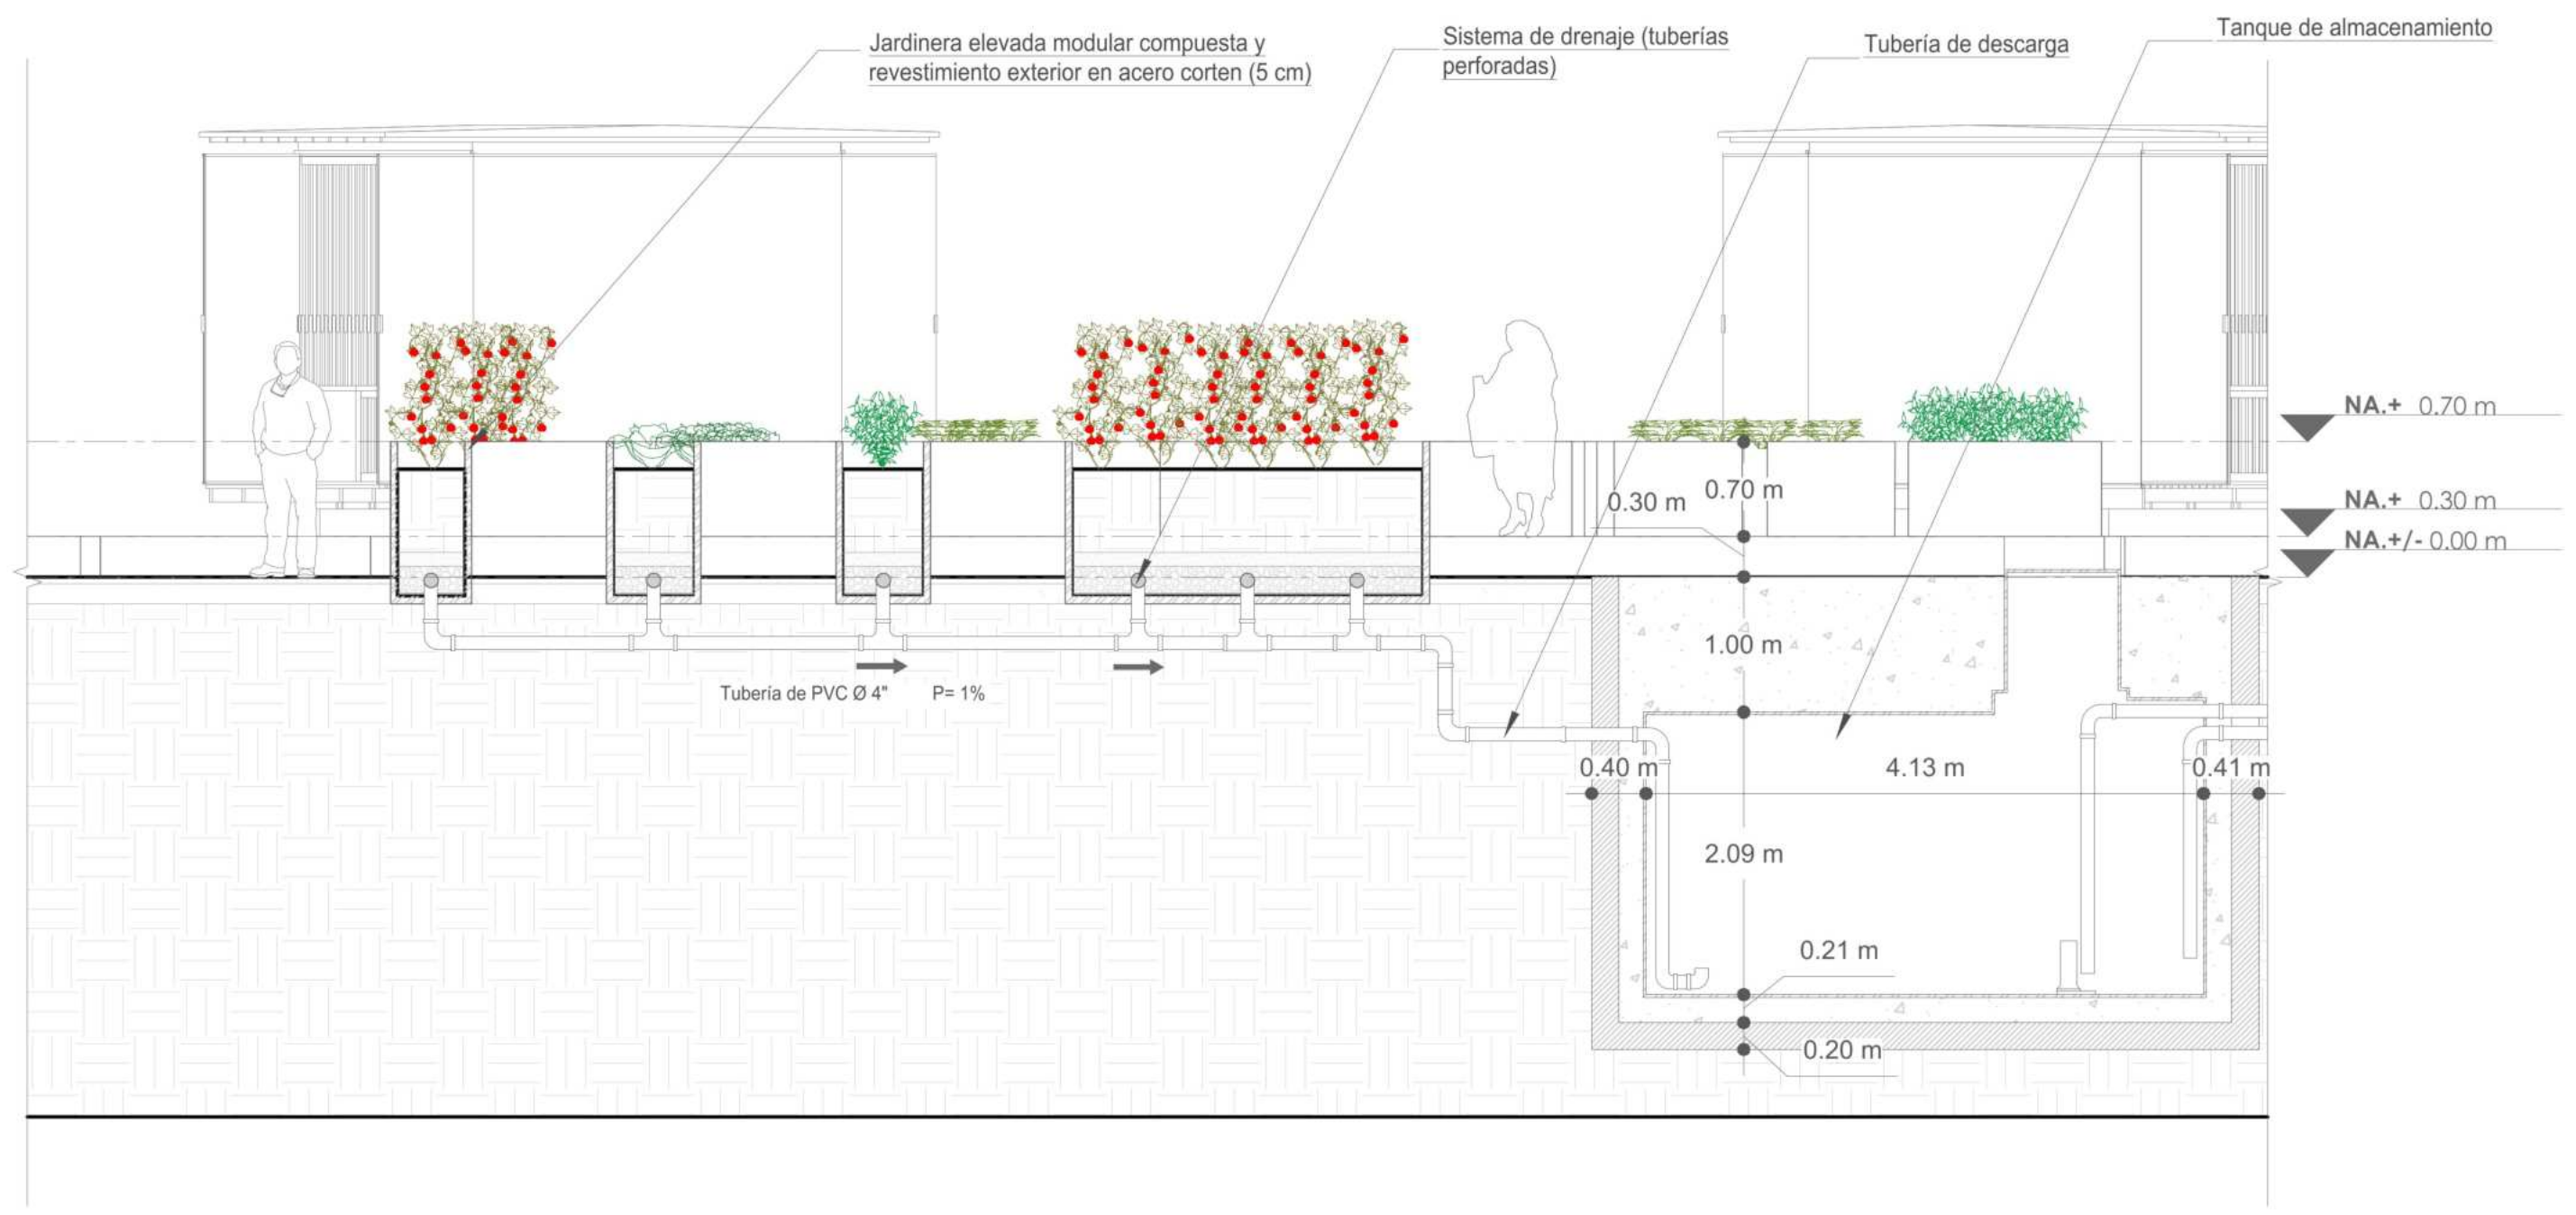 Jardinera elevada modular compuesta y
revestimiento exterior en acero corten (5 cm)
Sistema de drenaje (tuberías
perforadas)
Tubería de descarga
Tanque de almacenamiento
NA.+ 0.70 m
0.30 m
0.70 m
NA.+ 0.30 m
NA.+/- 0.00 m
1.00 m
Tubería de PVC Ø 4" P= 1%
0.40 m
4.13 m
0.41 m
2.09 m
0.21 m
0.20 m